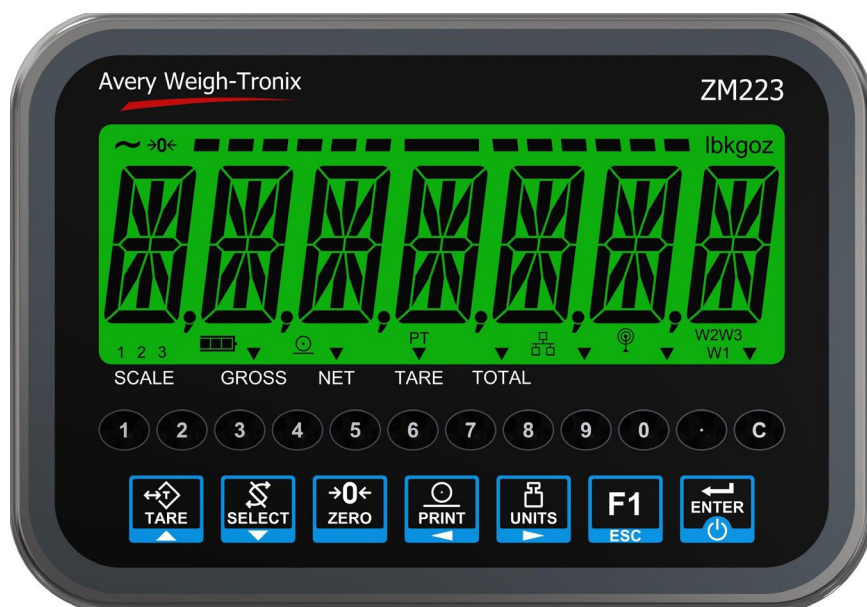 Avery Weigh-Tronix
ZM223
→0← lbkgoz
PT W2W3
1 2 3 W1
SCALE GROSS NET TARE TOTAL
1 2 3 4 5 6 7 8 9 0 . C
T →0← F1
TARE SELECT ZERO PRINT UNITS ENTER
ESC